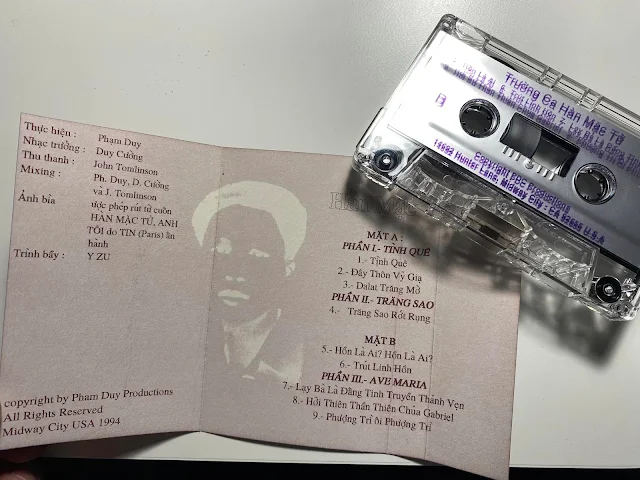 Thực hiện : Phạm Duy
Nhạc trưởng : Duy Cường
Thu thanh : John Tomlinson
Mixing : Ph. Duy, D. Cường
và J. Tomlinson
Ảnh bìa
được phép rút từ cuốn
HÀN MẶC TỬ, ANH
TÔI do TIN (Paris) ấn
hành
Trình bầy : Y ZU
copyright by Pham Duy Productions
All Rights Reserved
Midway City USA 1994
MẶT A :
PHẦN I.- TỈNH QUÊ
1.- Tình Quê
2.- Đây Thôn Vỹ Giạ
3.- Dalat Trăng Mờ
PHẦN II.- TRĂNG SAO
4.- Trăng Sao Rớt Rụng
MẶT B
5.- Hồn Là Ai? Hồn Là Ai?
6.- Trút Linh Hồn
PHẦN III.- AVE MARIA
7.- Lạy Bà Là Đấng Tinh Truyền Thánh Vẹn
8.- Hỡi Thiên Thần Thiên Chúa Gabriel
9.- Phượng Trì ôi Phượng Trì
Trường Ca Hàn Mặc Tử
B
Copyright PDC Productions
Lane, Midway City, CA U.S.A